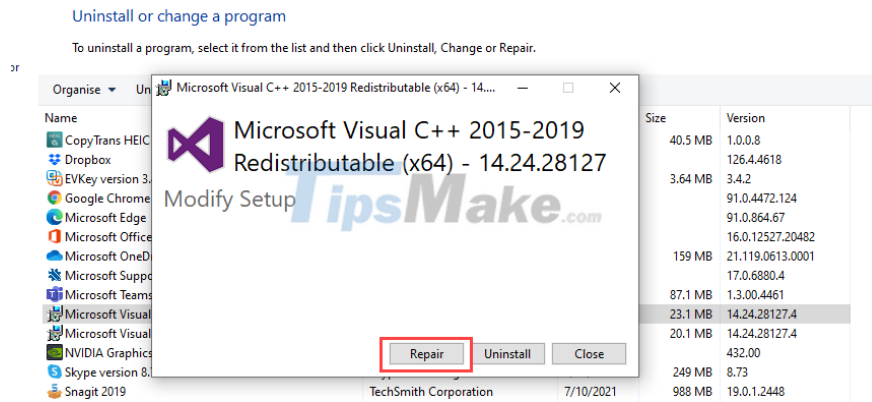 Uninstall or change a program
To uninstall a program, select it from the list and then click Uninstall, Change or Repair.
or
Organise Un
Microsoft Visual C++ 2015-2019 Redistributable (x64) - 14....
Name Size Version
Microsoft Visual C++ 2015-2019
Redistributable (x64) - 14.24.28127
Modify Setup
TipsMake.com
CopyTrans HEIC 40.5 MB 1.0.0.8
Dropbox 126.4.4618
EVKey version 3. 3.64 MB 3.4.2
Google Chrome 91.0.4472.124
Microsoft Edge 91.0.864.67
Microsoft Office 16.0.12527.20482
Microsoft OneD 159 MB 21.119.0613.0001
Microsoft Suppo 17.0.6880.4
Microsoft Teams 87.1 MB 1.3.00.4461
Microsoft Visual 23.1 MB 14.24.28127.4
Microsoft Visual 20.1 MB 14.24.28127.4
NVIDIA Graphics 432.00
Repair Uninstall Close
Skype version 8. 249 MB 8.73
Snagit 2019 TechSmith Corporation 7/10/2021 988 MB 19.0.1.2448